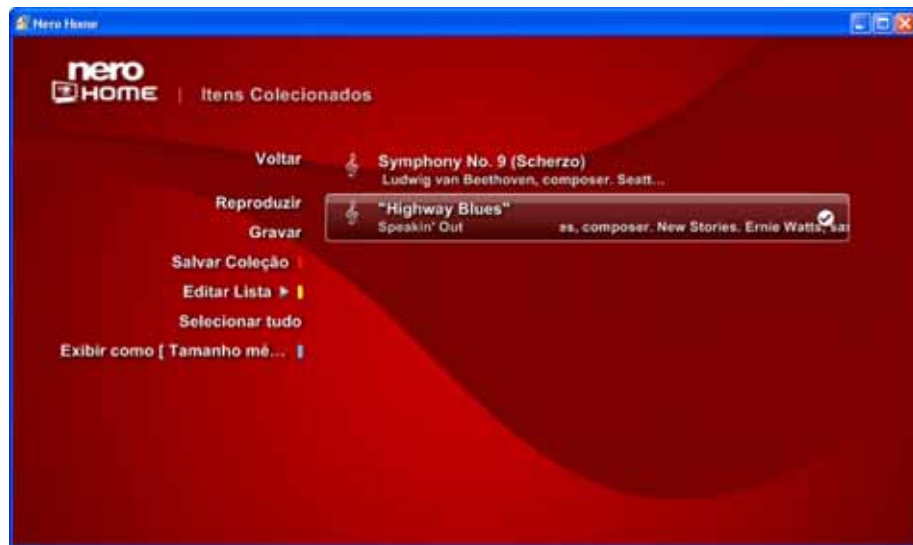 Nero Home
nero
HOME | Itens Colecionados
Voltar
Reproduzir
Gravar
Salvar Coleção
Editar Lista
Selecionar tudo
Exibir como [ Tamanho mé...
Symphony No. 9 (Scherzo)
Ludwig van Beethoven, composer. Seatt...
"Highway Blues"
Speakin' Out es, composer. New Stories. Ernie Watts, sax